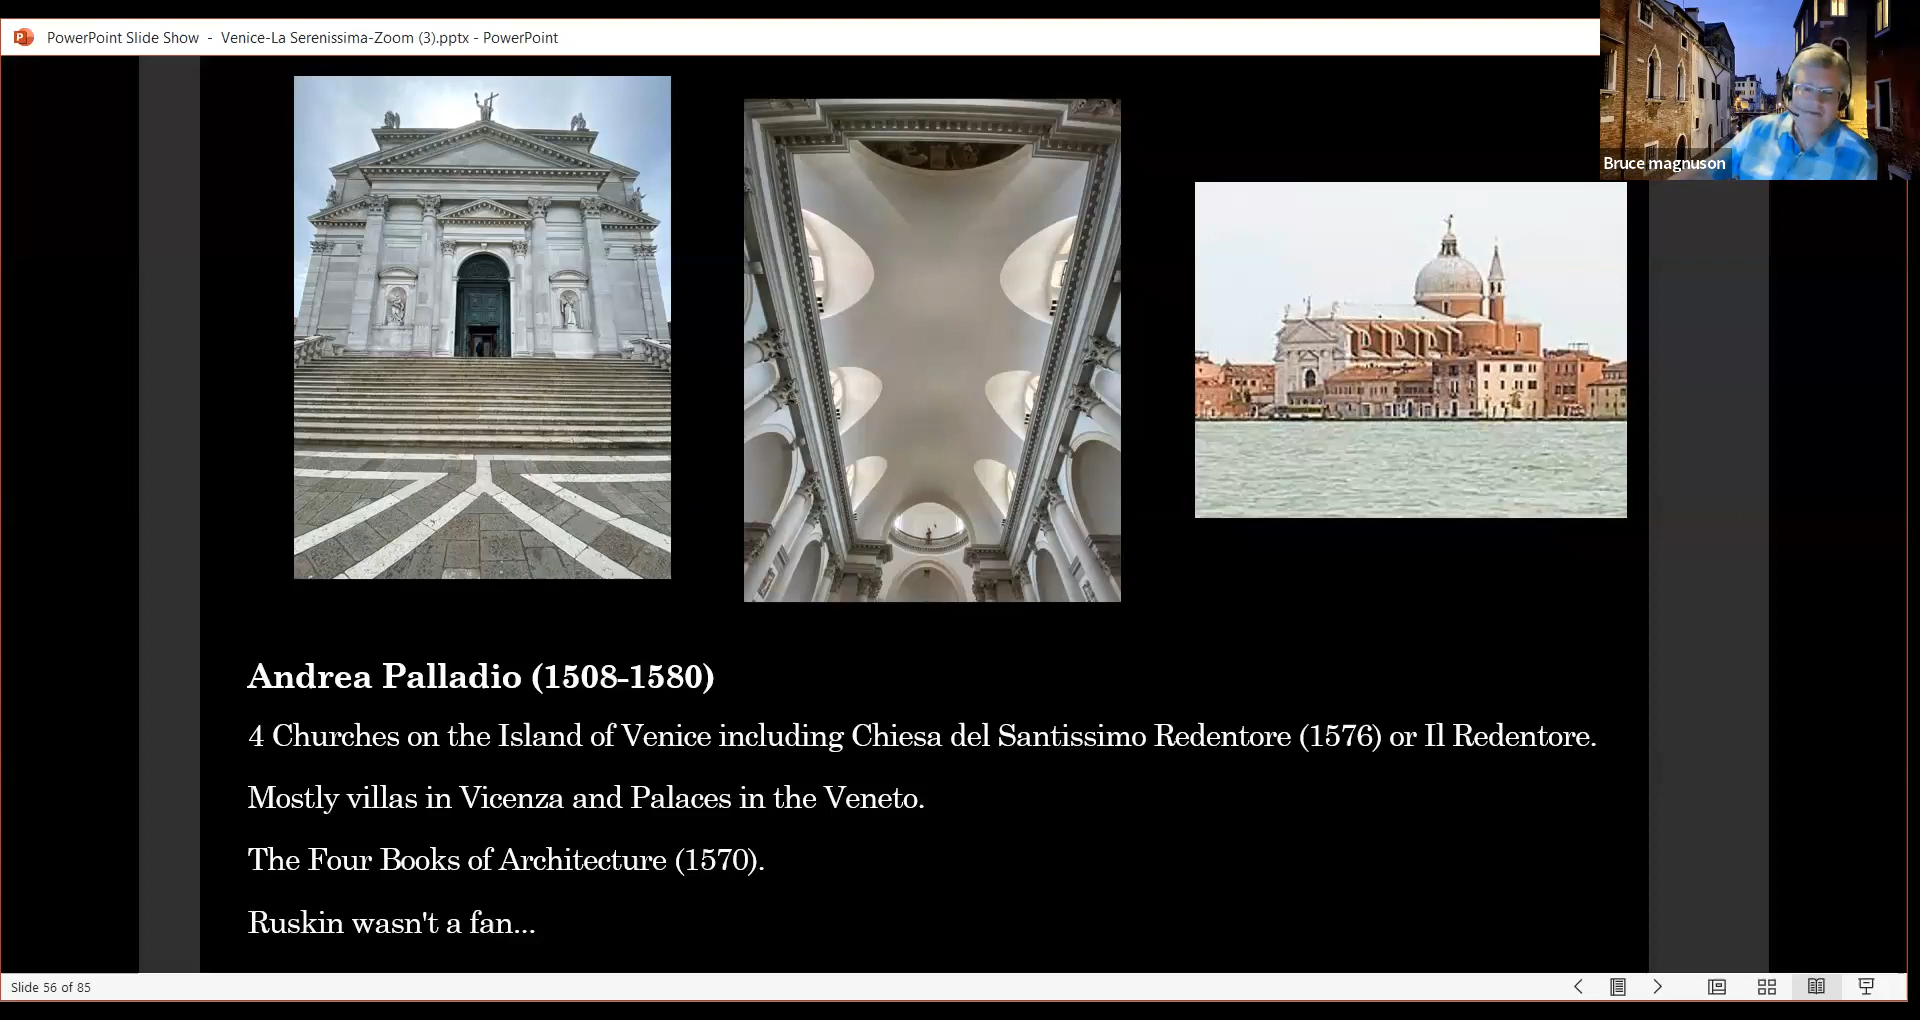 PowerPoint Slide Show - Venice-La Serenissima-Zoom (3).pptx - PowerPoint
Bruce magnuson
Andrea Palladio (1508-1580)
4 Churches on the Island of Venice including Chiesa del Santissimo Redentore (1576) or Il Redentore.
Mostly villas in Vicenza and Palaces in the Veneto.
The Four Books of Architecture (1570).
Ruskin wasn't a fan...
Slide 56 of 85